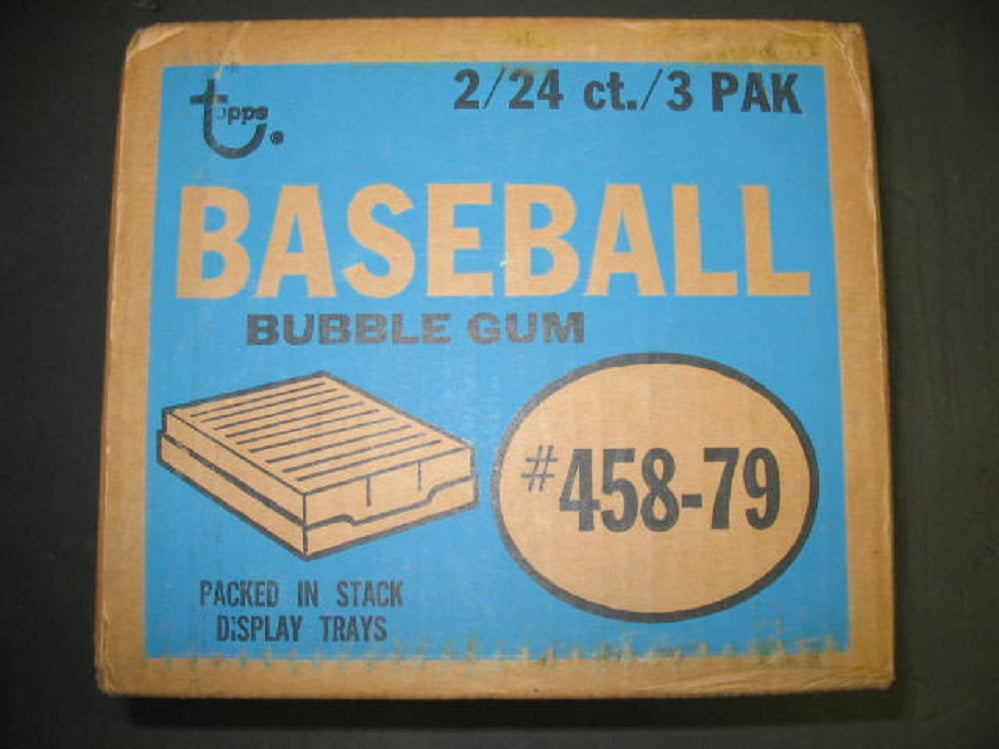 topps®
2/24 ct./3 PAK
BASEBALL
BUBBLE GUM
#458-79
PACKED IN STACK
DISPLAY TRAYS